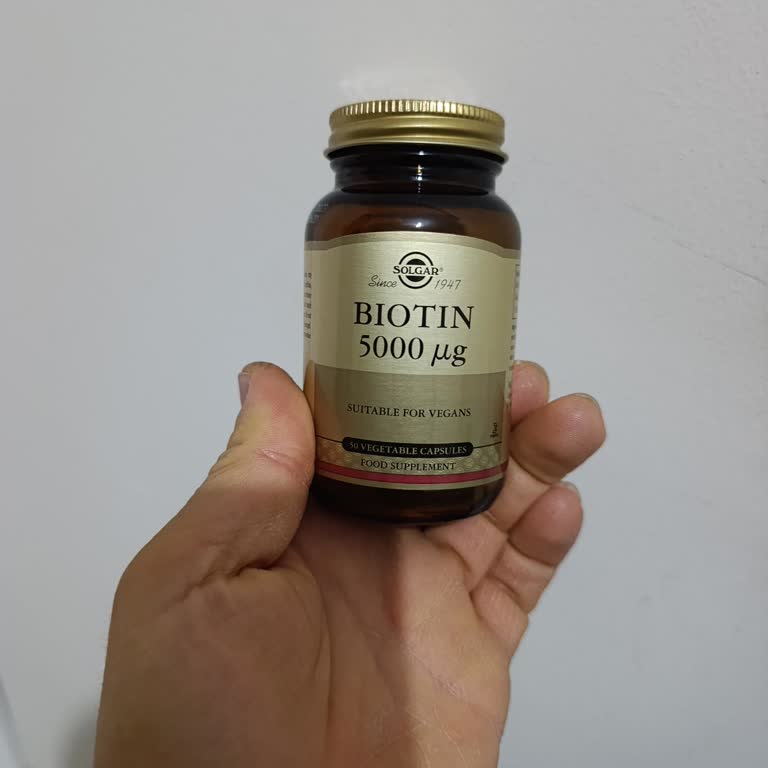 SOLGAR®
Since 1947
BIOTIN
5000 µg
SUITABLE FOR VEGANS
50 VEGETABLE CAPSULES
FOOD SUPPLEMENT